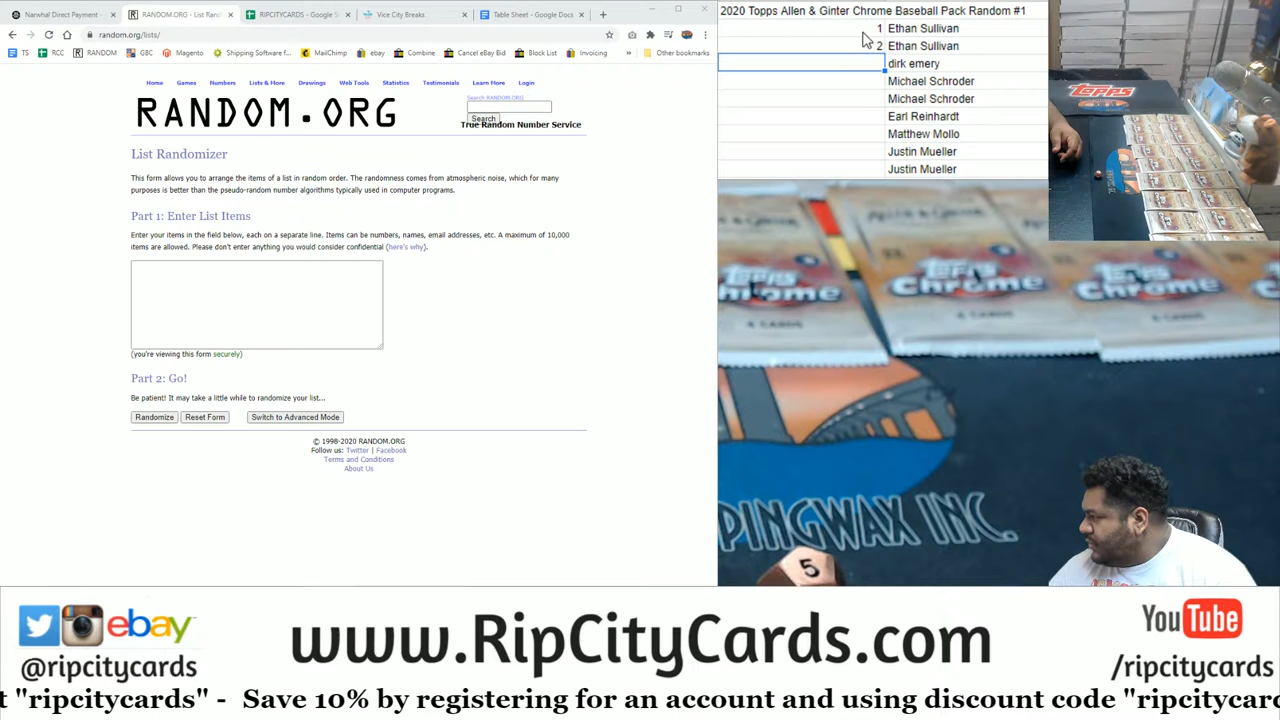 Narwhal Direct Payment -
RANDOM.ORG - List Rand
RIPCITYCARDS - Google S
Vice City Breaks
Table Sheet - Google Docs
random.org/lists/
TS
RCC
RANDOM
GBC
Magento
Shipping Software fo...
MailChimp
ebay
Combine
Cancel eBay Bid
Block List
Invoicing
Other bookmarks
Home
Games
Numbers
Lists & More
Drawings
Web Tools
Statistics
Testimonials
Learn More
Login
RANDOM.ORG
Search RANDOM.ORG
Search
True Random Number Service
List Randomizer
This form allows you to arrange the items of a list in random order. The randomness comes from atmospheric noise, which for many
purposes is better than the pseudo-random number algorithms typically used in computer programs.
Part 1: Enter List Items
Enter your items in the field below, each on a separate line. Items can be numbers, names, email addresses, etc. A maximum of 10,000
items are allowed. Please don't enter anything you would consider confidential (here's why).
(you're viewing this form securely)
Part 2: Go!
Be patient! It may take a little while to randomize your list...
Randomize
Reset Form
Switch to Advanced Mode
© 1998-2020 RANDOM.ORG
Follow us: Twitter | Facebook
Terms and Conditions
About Us
2020 Topps Allen & Ginter Chrome Baseball Pack Random #1
1 Ethan Sullivan
2 Ethan Sullivan
dirk emery
Michael Schroder
Michael Schroder
Earl Reinhardt
Matthew Mollo
Justin Mueller
Justin Mueller
TOPPS
Topps
Chrome
4 CARDS
Topps
Chrome
4 CARDS
Topps
Chrome
PINGWAX INC.
5
ebay
@ripcitycards
www.RipCityCards.com
YouTube
/ripcitycards
t "ripcitycards" - Save 10% by registering for an account and using discount code "ripcitycard